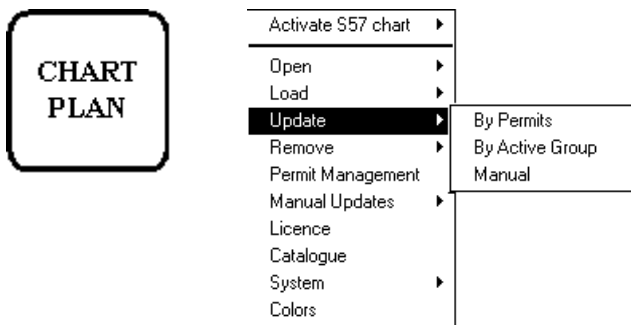 CHART
PLAN
Activate S57 chart
Open
Load
Update
Remove
Permit Management
Manual Updates
Licence
Catalogue
System
Colors
By Permits
By Active Group
Manual